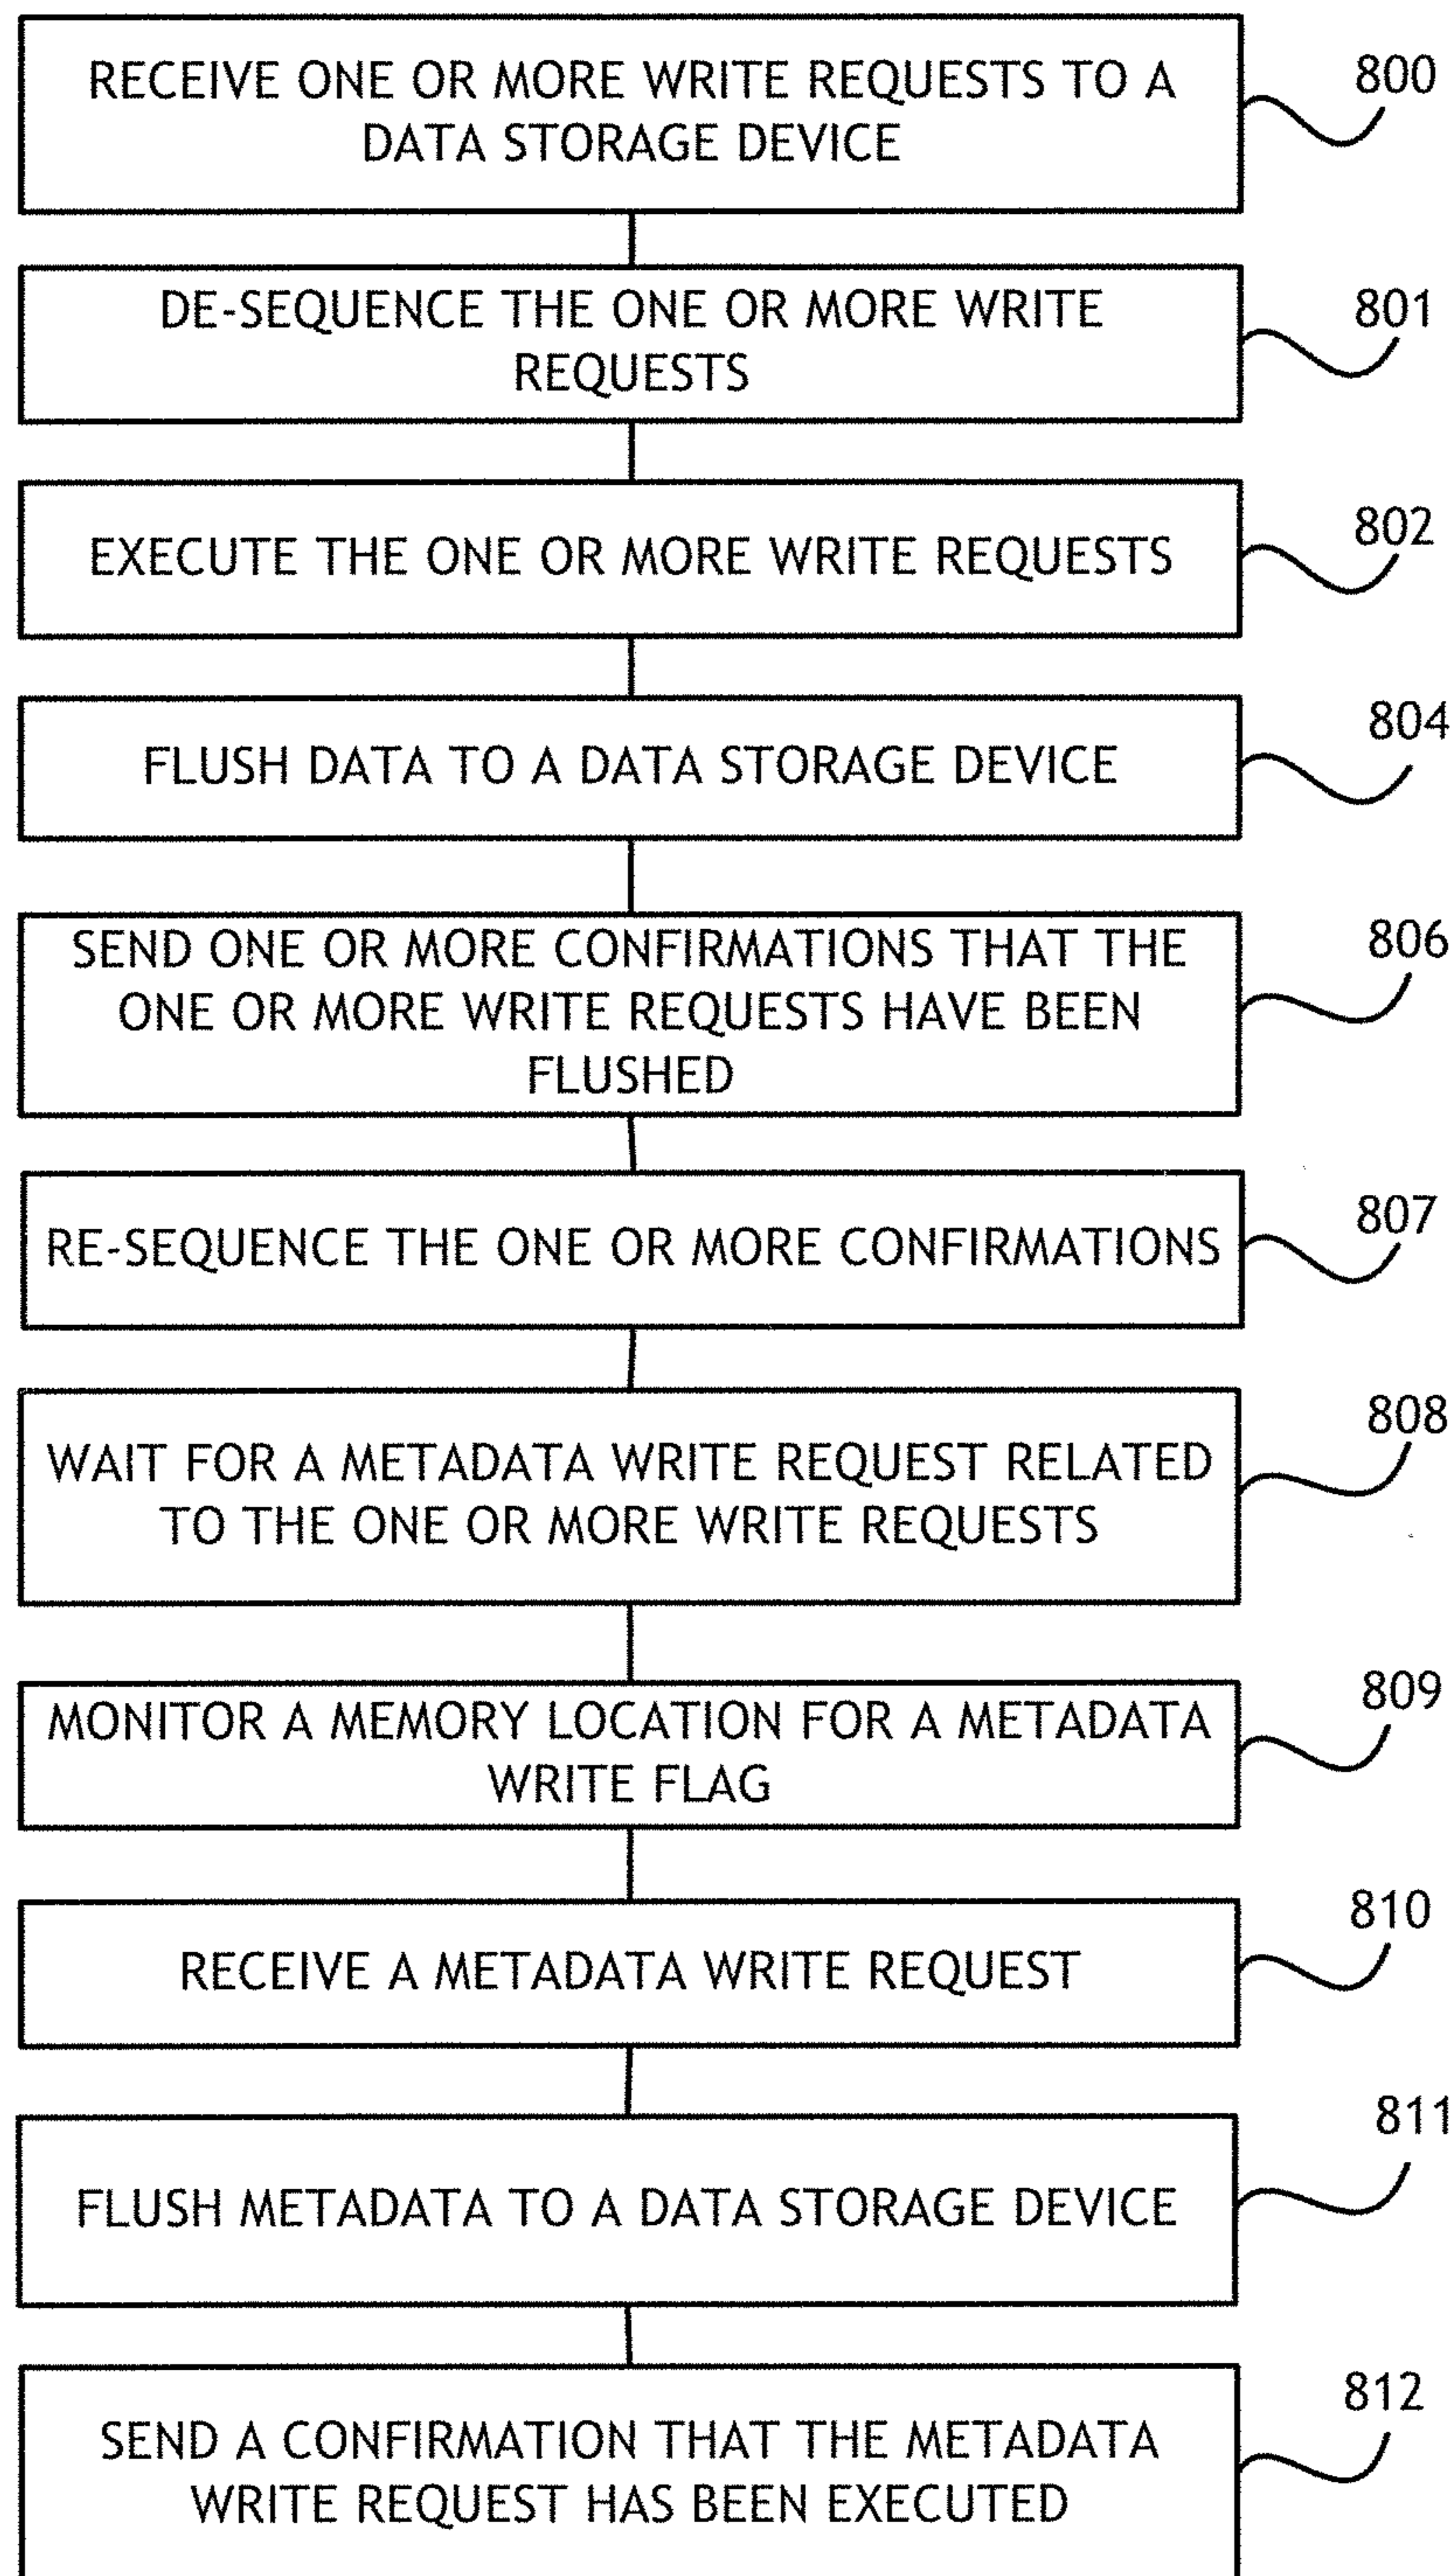 RECEIVE ONE OR MORE WRITE REQUESTS TO A
DATA STORAGE DEVICE
800
DE-SEQUENCE THE ONE OR MORE WRITE
REQUESTS
801
EXECUTE THE ONE OR MORE WRITE REQUESTS
802
FLUSH DATA TO A DATA STORAGE DEVICE
804
SEND ONE OR MORE CONFIRMATIONS THAT THE
ONE OR MORE WRITE REQUESTS HAVE BEEN
FLUSHED
806
RE-SEQUENCE THE ONE OR MORE CONFIRMATIONS
807
WAIT FOR A METADATA WRITE REQUEST RELATED
TO THE ONE OR MORE WRITE REQUESTS
808
MONITOR A MEMORY LOCATION FOR A METADATA
WRITE FLAG
809
RECEIVE A METADATA WRITE REQUEST
810
FLUSH METADATA TO A DATA STORAGE DEVICE
811
SEND A CONFIRMATION THAT THE METADATA
WRITE REQUEST HAS BEEN EXECUTED
812